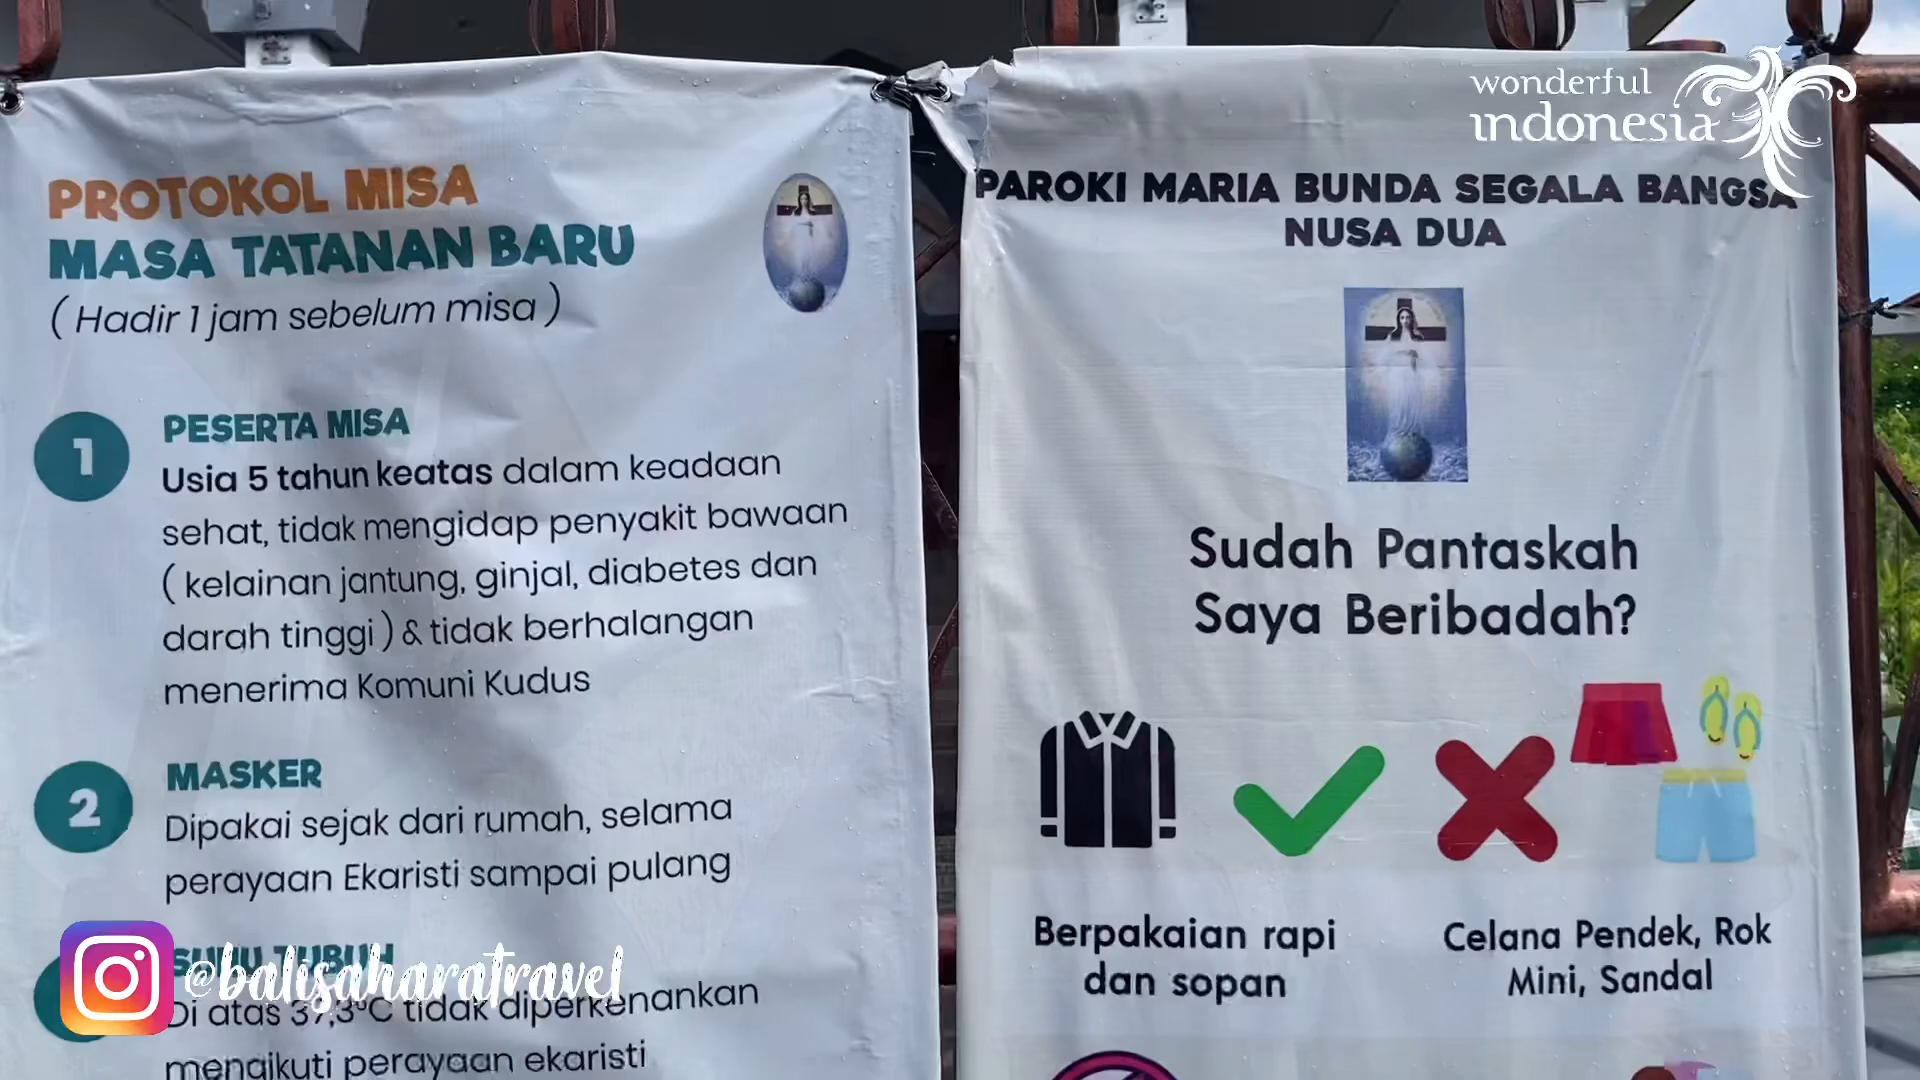 PROTOKOL MISA
MASA TATANAN BARU
( Hadir 1 jam sebelum misa )
1
PESERTA MISA
Usia 5 tahun keatas dalam keadaan
sehat, tidak mengidap penyakit bawaan
( kelainan jantung, ginjal, diabetes dan
darah tinggi ) & tidak berhalangan
menerima Komuni Kudus
2
MASKER
Dipakai sejak dari rumah, selama
perayaan Ekaristi sampai pulang
SUHU TUBUH
Di atas 37,3°C tidak diperkenankan
mengikuti perayaan ekaristi
@balisaharatravel
wonderful
indonesia
PAROKI MARIA BUNDA SEGALA BANGSA
NUSA DUA
Sudah Pantaskah
Saya Beribadah?
Berpakaian rapi
dan sopan
Celana Pendek, Rok
Mini, Sandal